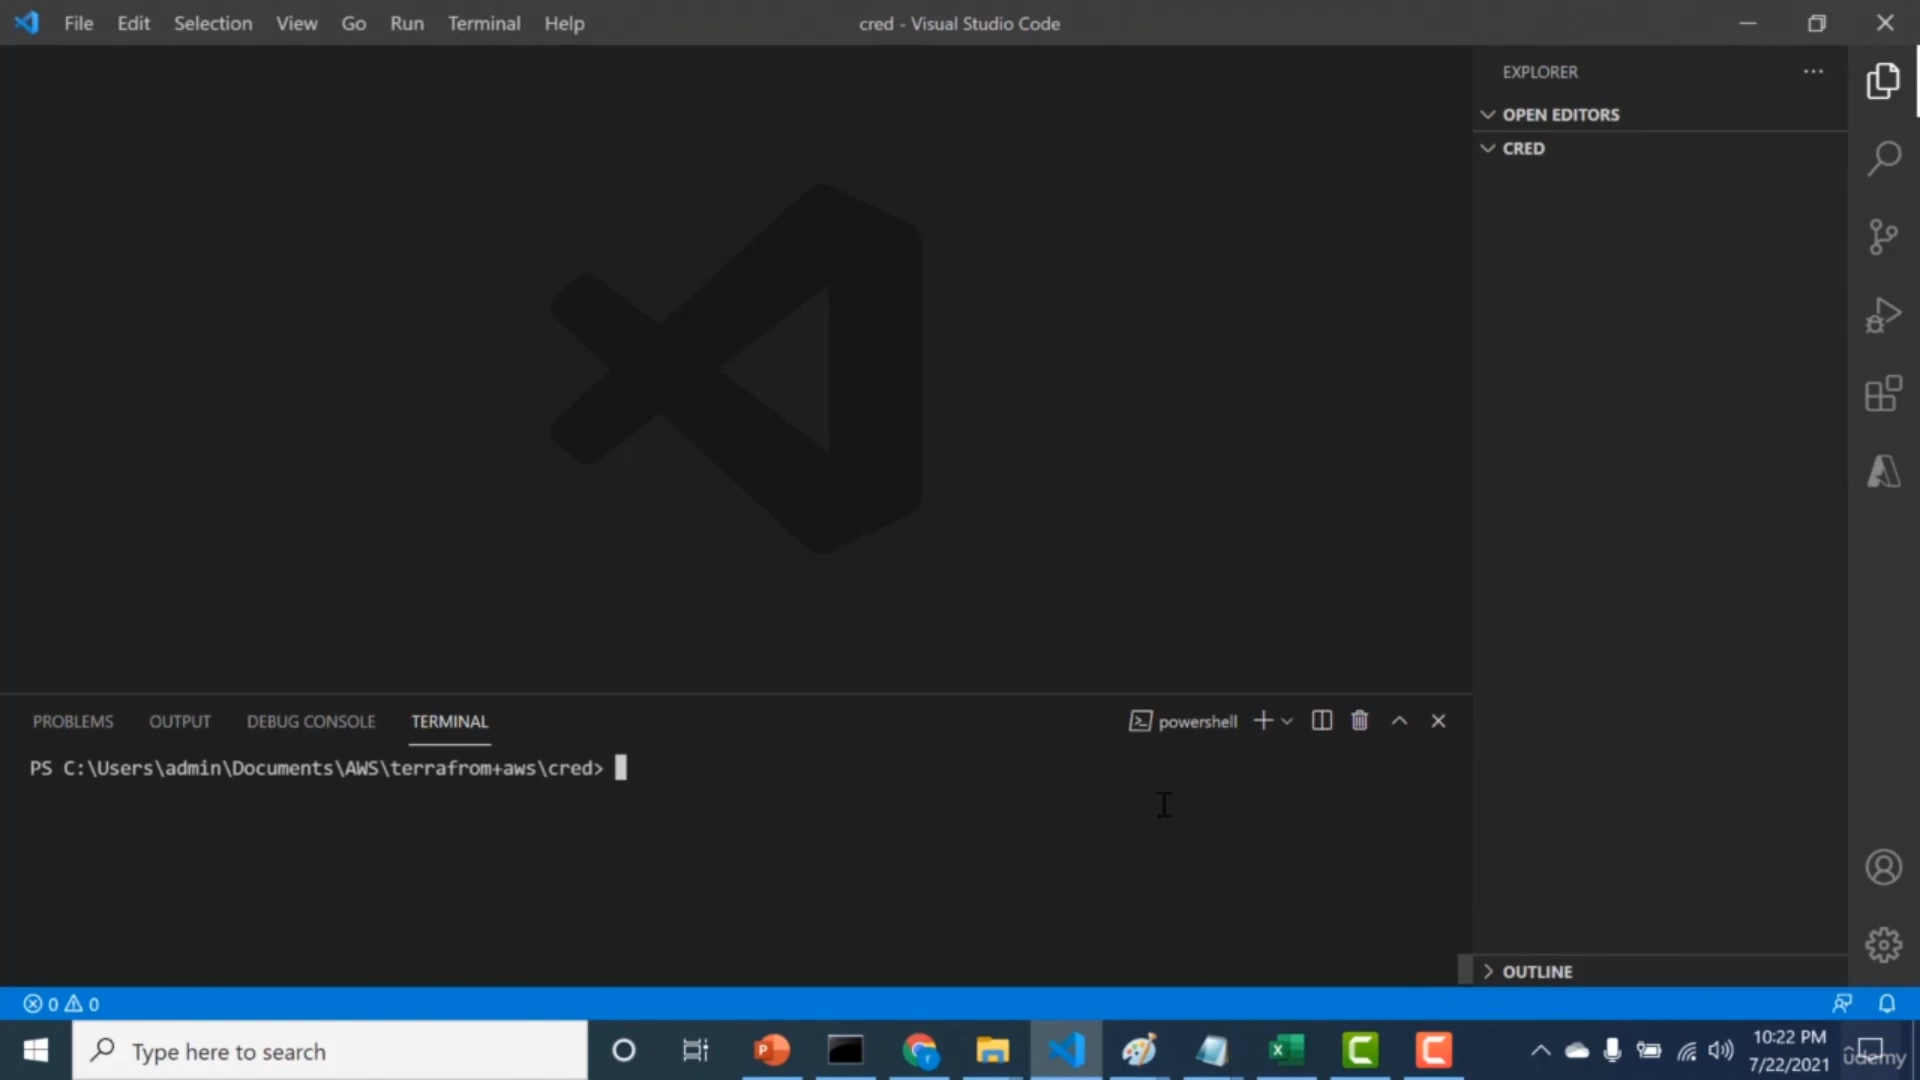 File Edit Selection View Go Run Terminal Help
cred - Visual Studio Code
EXPLORER
OPEN EDITORS
CRED
PROBLEMS OUTPUT DEBUG CONSOLE TERMINAL
powershell
PS C:\Users\admin\Documents\AWS\terrafrom+aws\cred>
OUTLINE
0 0
Type here to search
10:22 PM
7/22/2021
udemy